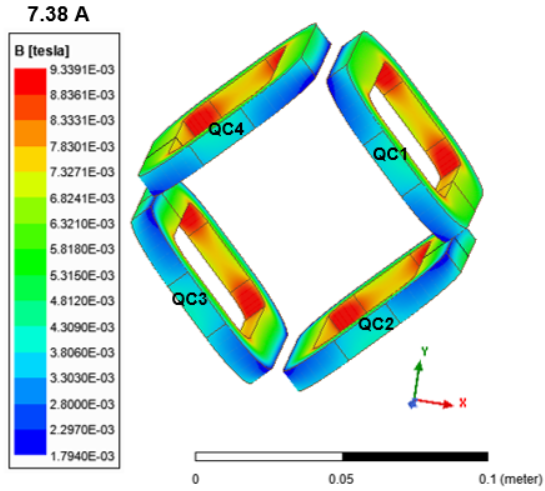 7.38 A
B [tesla]
9.3391E-03
8.8361E-03
8.3331E-03
7.8301E-03
7.3271E-03
6.8241E-03
6.3210E-03
5.8180E-03
5.3150E-03
4.8120E-03
4.3090E-03
3.8060E-03
3.3030E-03
2.8000E-03
2.2970E-03
1.7940E-03
QC4
QC1
QC3
QC2
Y
X
0 0.05 0.1 (meter)